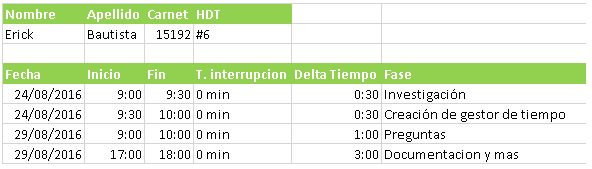 Nombre Apellido Carnet HDT
Erick Bautista 15192 #6
Fecha Inicio Fin T. interrupcion Delta Tiempo Fase
24/08/2016 9:00 9:30 0 min 0:30 Investigación
24/08/2016 9:30 10:00 0 min 0:30 Creación de gestor de tiempo
29/08/2016 9:00 10:00 0 min 1:00 Preguntas
29/08/2016 17:00 18:00 0 min 3:00 Documentacion y mas